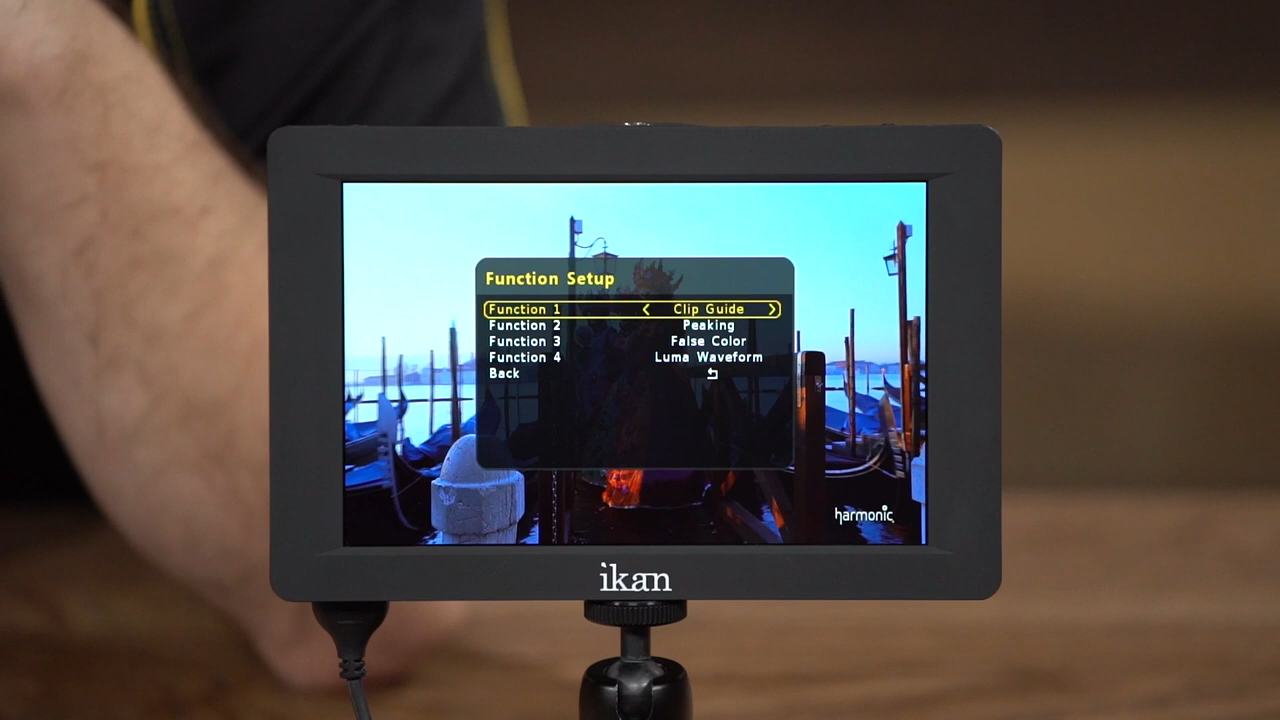 Function Setup
Function 1 < Clip Guide >
Function 2 Peaking
Function 3 False Color
Function 4 Luma Waveform
Back
harmonic
ikan